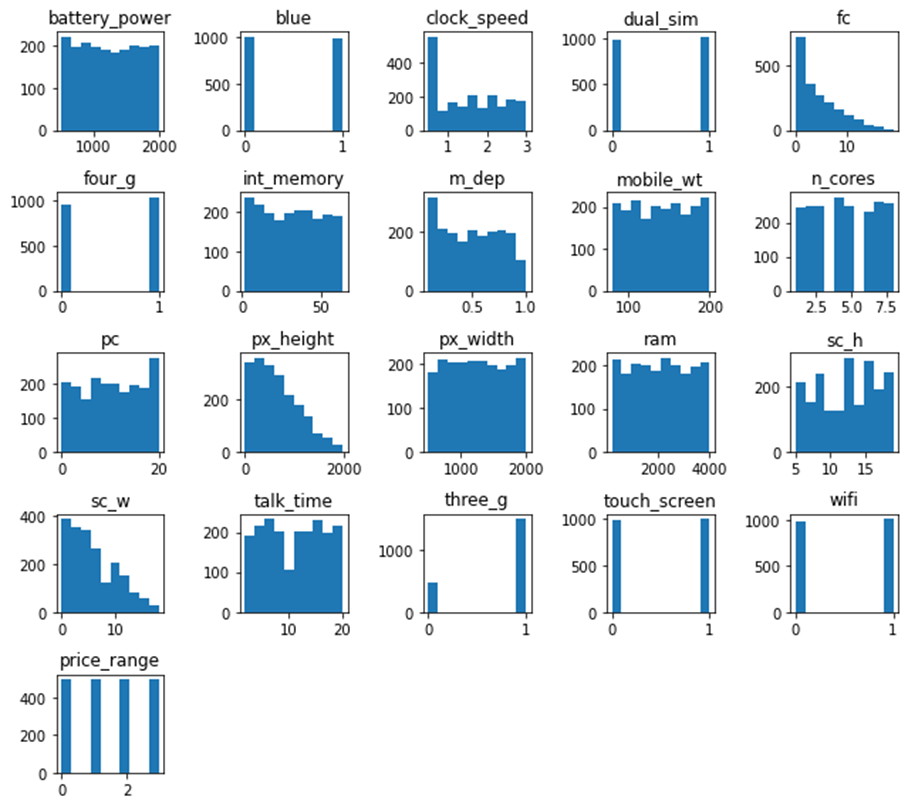 battery_power blue clock_speed dual_sim fc
200 100 0 1000 2000
1000 500 0 0 1
400 200 0 1 2 3
1000 500 0 0 1
500 0 0 10
four_g int_memory m_dep mobile_wt n_cores
1000 500 0 0 1
200 100 0 0 50
200 0 0.5 1.0
200 100 0 100 200
200 100 0 2.5 5.0 7.5
pc px_height px_width ram sc_h
200 100 0 0 20
200 0 0 2000
200 100 0 1000 2000
200 100 0 2000 4000
200 0 5 10 15
sc_w talk_time three_g touch_screen wifi
400 200 0 0 10
200 100 0 10 20
1000 0 0 1
1000 500 0 0 1
1000 500 0 0 1
price_range
400 200 0 0 2